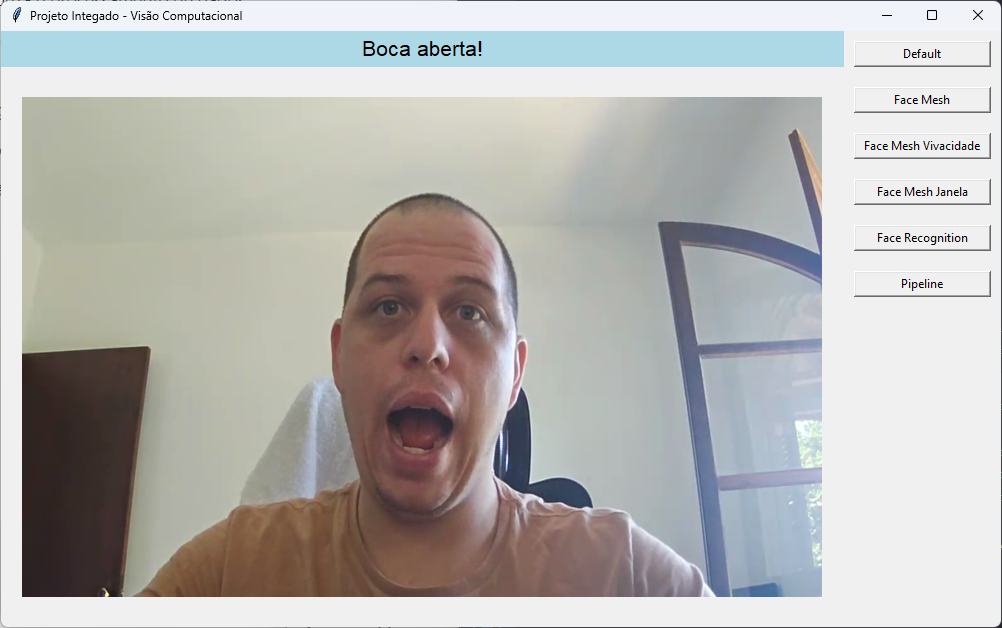 Projeto Integado - Visão Computacional
Boca aberta!
Default
Face Mesh
Face Mesh Vivacidade
Face Mesh Janela
Face Recognition
Pipeline